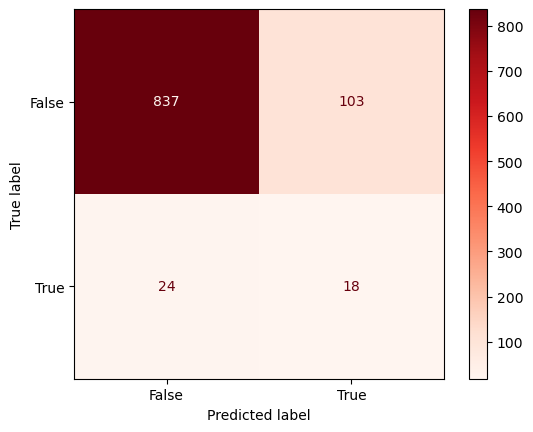 True label
False
837
103
True
24
18
False
True
Predicted label
800
700
600
500
400
300
200
100